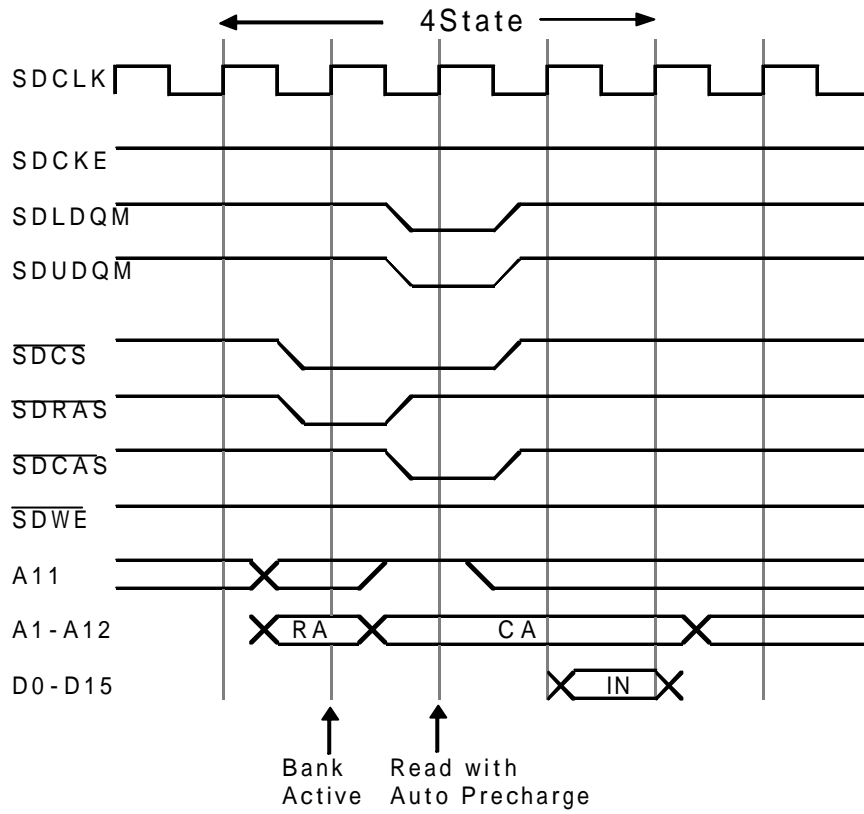 4State
SDCLK
SDCKE
SDLDQM
SDUDQM
SDCS
SDRAS
SDCAS
SDWE
A11
A1-A12 RA CA
D0-D15 IN
Bank Active
Read with Auto Precharge